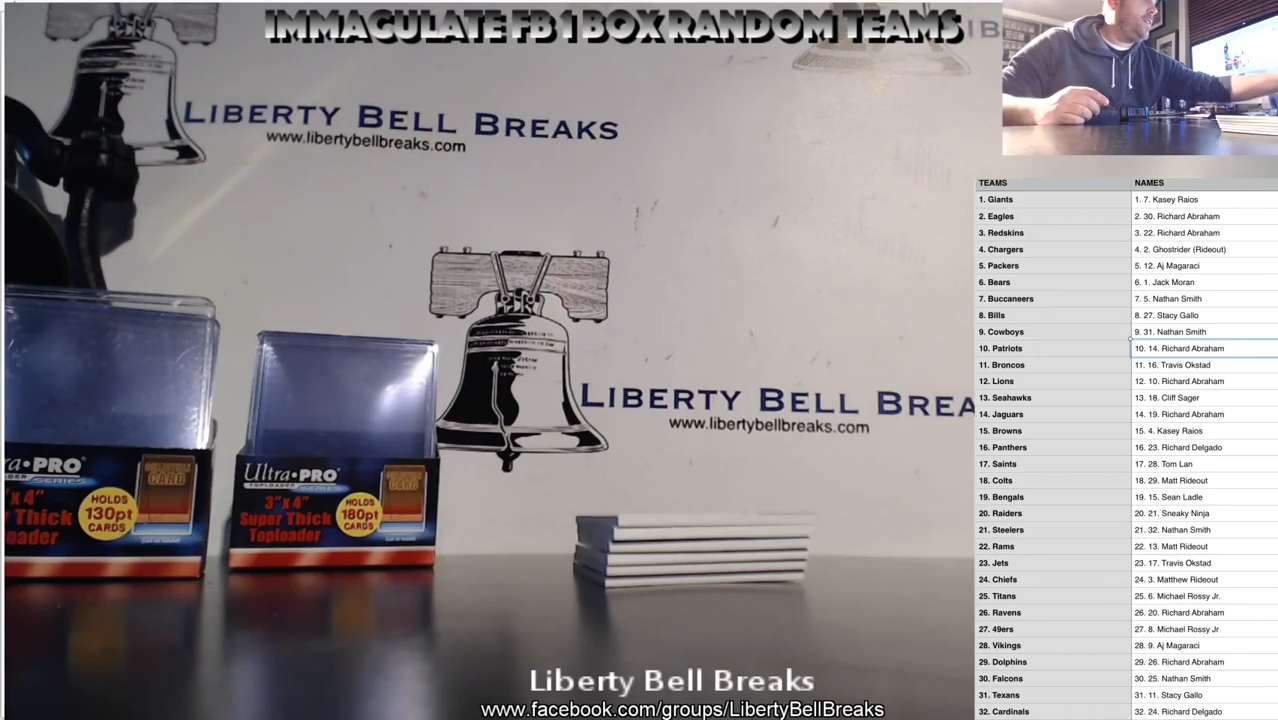 IMMACULATE FB 1 BOX RANDOM TEAMS
LIBERTY BELL BREAKS
www.libertybellbreaks.com
LIBERTY BELL BREA
www.libertybellbreaks.com
ra•PRO
SERIES
HOLDS
130pt
CARDS
"x 4"
Thick
loader
Ultra•PRO
TOPLOADER SERIES
3"x 4"
Super Thick
Toploader
HOLDS
180pt
CARDS
TEAMS NAMES
1. Giants 1. 7. Kasey Raios
2. Eagles 2. 30. Richard Abraham
3. Redskins 3. 22. Richard Abraham
4. Chargers 4. 2. Ghostrider (Rideout)
5. Packers 5. 12. Aj Magaraci
6. Bears 6. 1. Jack Moran
7. Buccaneers 7. 5. Nathan Smith
8. Bills 8. 27. Stacy Gallo
9. Cowboys 9. 31. Nathan Smith
10. Patriots 10. 14. Richard Abraham
11. Broncos 11. 16. Travis Okstad
12. Lions 12. 10. Richard Abraham
13. Seahawks 13. 18. Cliff Sager
14. Jaguars 14. 19. Richard Abraham
15. Browns 15. 4. Kasey Raios
16. Panthers 16. 23. Richard Delgado
17. Saints 17. 28. Tom Lan
18. Colts 18. 29. Matt Rideout
19. Bengals 19. 15. Sean Ladle
20. Raiders 20. 21. Sneaky Ninja
21. Steelers 21. 32. Nathan Smith
22. Rams 22. 13. Matt Rideout
23. Jets 23. 17. Travis Okstad
24. Chiefs 24. 3. Matthew Rideout
25. Titans 25. 6. Michael Rossy Jr.
26. Ravens 26. 20. Richard Abraham
27. 49ers 27. 8. Michael Rossy Jr
28. Vikings 28. 9. Aj Magaraci
29. Dolphins 29. 26. Richard Abraham
30. Falcons 30. 25. Nathan Smith
31. Texans 31. 11. Stacy Gallo
32. Cardinals 32. 24. Richard Delgado
Liberty Bell Breaks
www.facebook.com/groups/LibertyBellBreaks